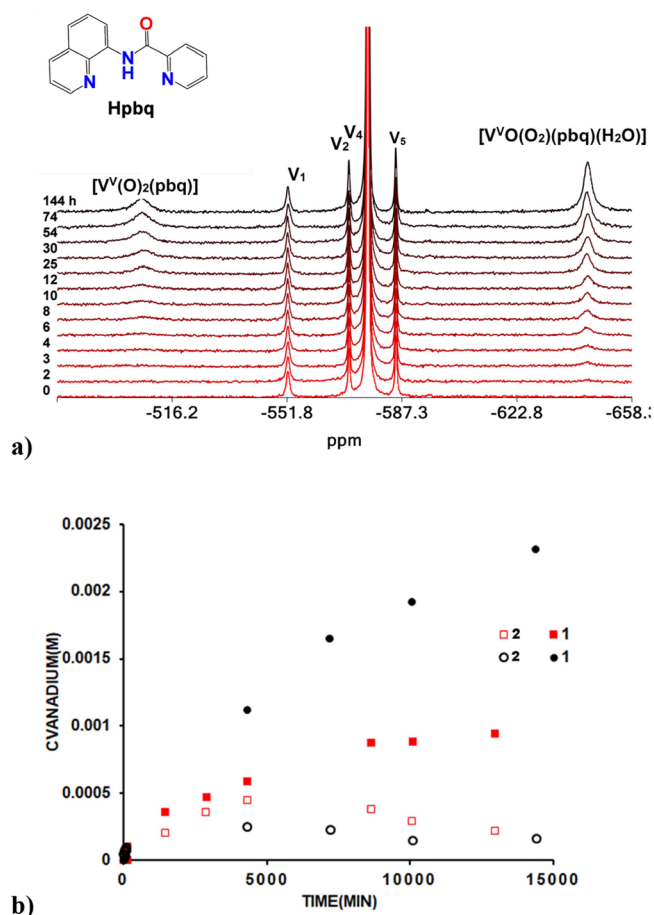 O
N
H
N
N
Hpbq
[VⱽO(O₂)(pbq)(H₂O)]
V₄
V₂
V₅
V₁
[Vⱽ(O)₂(pbq)]
144 h
74
54
30
25
12
10
8
6
4
3
2
0
-516.2 -551.8 -587.3 -622.8 -658.3
ppm
a)
0.0025
0.002
0.0015
0.001
0.0005
0
CVANADIUM(M)
2 1
2 1
0 5000 10000 15000
TIME(MIN)
b)